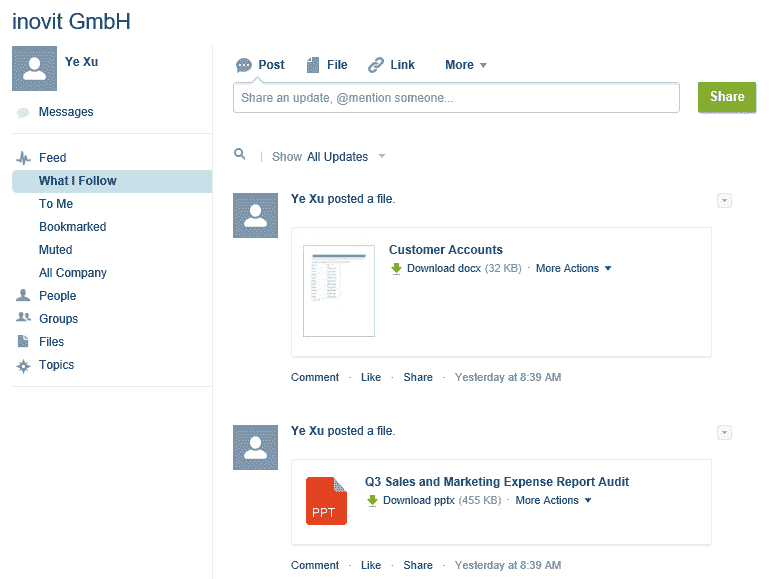 inovit GmbH
Ye Xu
Messages
Feed
What I Follow
To Me
Bookmarked
Muted
All Company
People
Groups
Files
Topics
Post File Link More
Share an update, @mention someone...
Share
Show All Updates
Ye Xu posted a file.
Customer Accounts
Download docx (32 KB) · More Actions
Comment · Like · Share · Yesterday at 8:39 AM
Ye Xu posted a file.
PPT
Q3 Sales and Marketing Expense Report Audit
Download pptx (455 KB) · More Actions
Comment · Like · Share · Yesterday at 8:39 AM